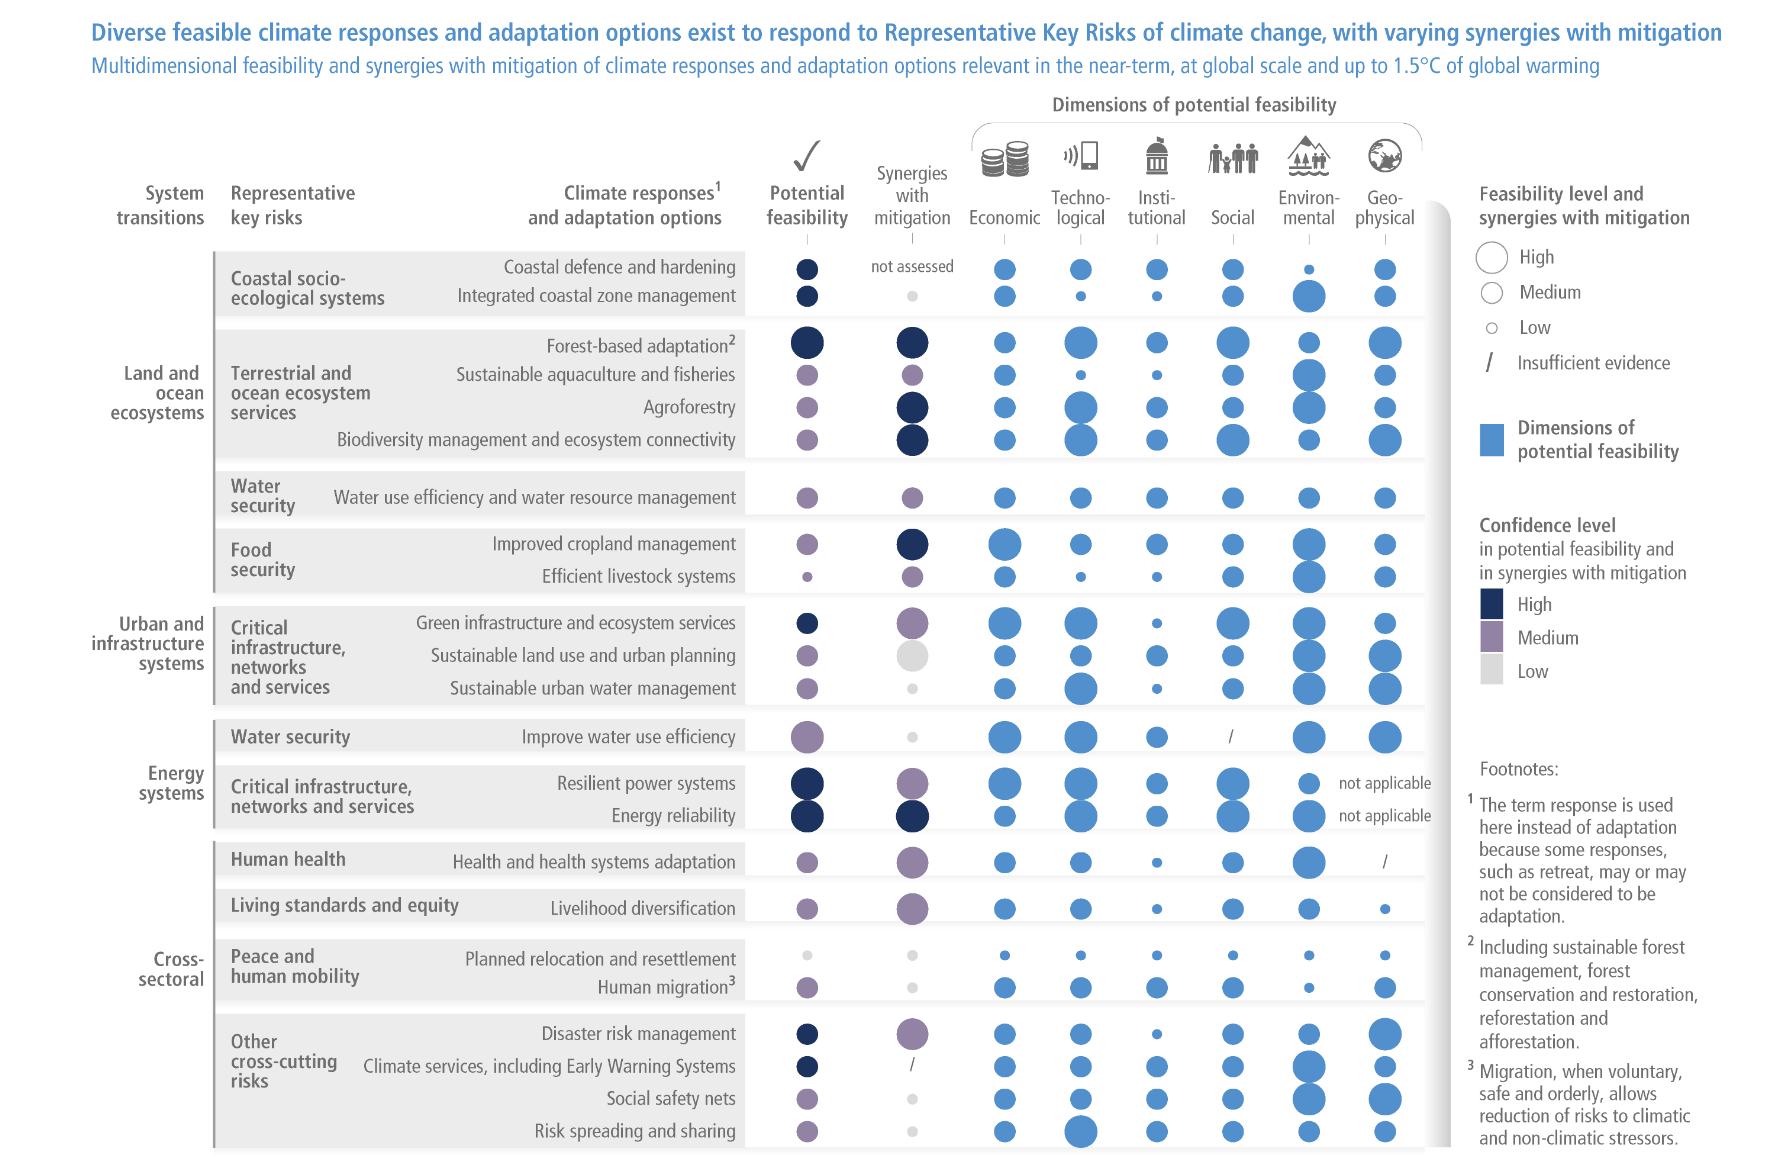 Diverse feasible climate responses and adaptation options exist to respond to Representative Key Risks of climate change, with varying synergies with mitigation
Multidimensional feasibility and synergies with mitigation of climate responses and adaptation options relevant in the near-term, at global scale and up to 1.5°C of global warming
Dimensions of potential feasibility
System
transitions
Representative
key risks
Climate responses¹
and adaptation options
Potential
feasibility
Synergies
with
mitigation
Economic
Techno-
logical
Insti-
tutional
Social
Environ-
mental
Geo-
physical
Land and
ocean
ecosystems
Coastal socio-
ecological systems
Coastal defence and hardening
not assessed
Integrated coastal zone management
Terrestrial and
ocean ecosystem
services
Forest-based adaptation²
Sustainable aquaculture and fisheries
Agroforestry
Biodiversity management and ecosystem connectivity
Water
security
Water use efficiency and water resource management
Food
security
Improved cropland management
Efficient livestock systems
Urban and
infrastructure
systems
Critical
infrastructure,
networks
and services
Green infrastructure and ecosystem services
Sustainable land use and urban planning
Sustainable urban water management
Energy
systems
Water security
Improve water use efficiency
/
Critical infrastructure,
networks and services
Resilient power systems
not applicable
Energy reliability
not applicable
Cross-
sectoral
Human health
Health and health systems adaptation
/
Living standards and equity
Livelihood diversification
Peace and
human mobility
Planned relocation and resettlement
Human migration³
Other
cross-cutting
risks
Disaster risk management
Climate services, including Early Warning Systems
/
Social safety nets
Risk spreading and sharing
Feasibility level and
synergies with mitigation
High
Medium
Low
/ Insufficient evidence
Dimensions of
potential feasibility
Confidence level
in potential feasibility and
in synergies with mitigation
High
Medium
Low
Footnotes:
¹ The term response is used
here instead of adaptation
because some responses,
such as retreat, may or may
not be considered to be
adaptation.
² Including sustainable forest
management, forest
conservation and restoration,
reforestation and
afforestation.
³ Migration, when voluntary,
safe and orderly, allows
reduction of risks to climatic
and non-climatic stressors.